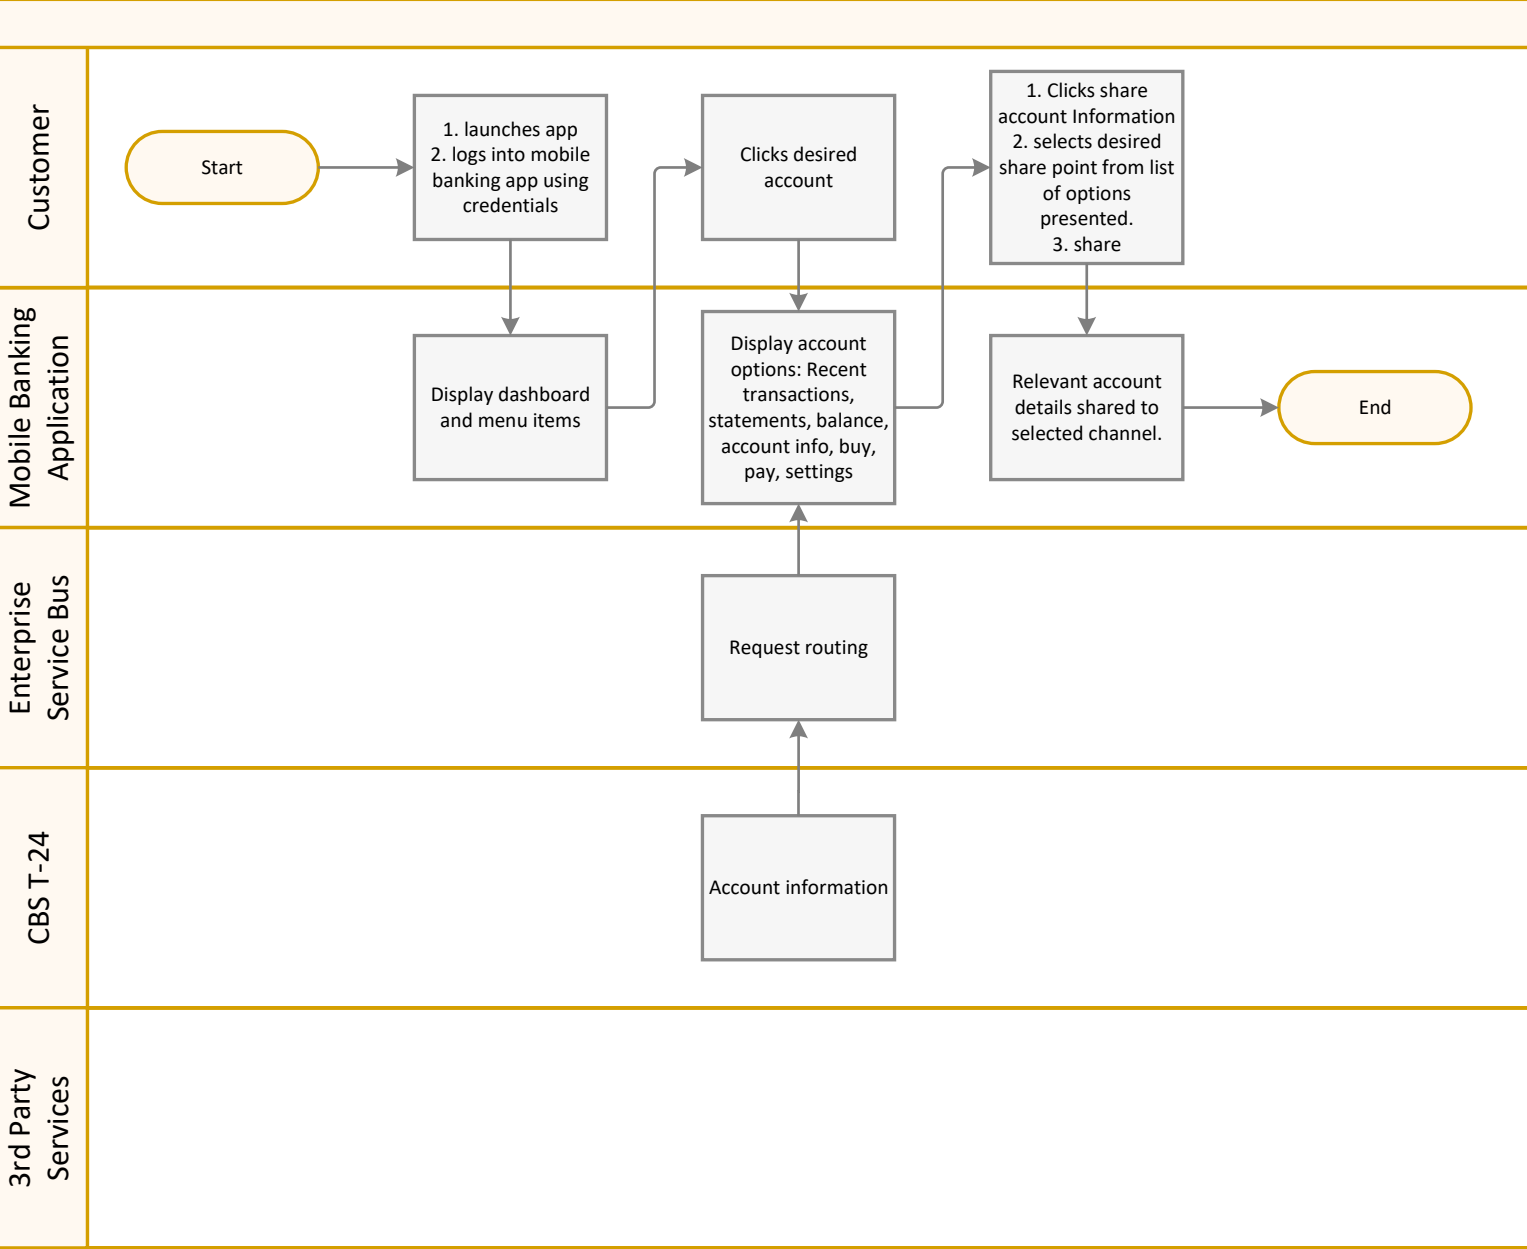 Customer
Start
1. launches app
2. logs into mobile
banking app using
credentials
Clicks desired
account
1. Clicks share
account Information
2. selects desired
share point from list
of options
presented.
3. share
Mobile Banking
Application
Display dashboard
and menu items
Display account
options: Recent
transactions,
statements, balance,
account info, buy,
pay, settings
Relevant account
details shared to
selected channel.
End
Enterprise
Service Bus
Request routing
CBS T-24
Account information
3rd Party
Services